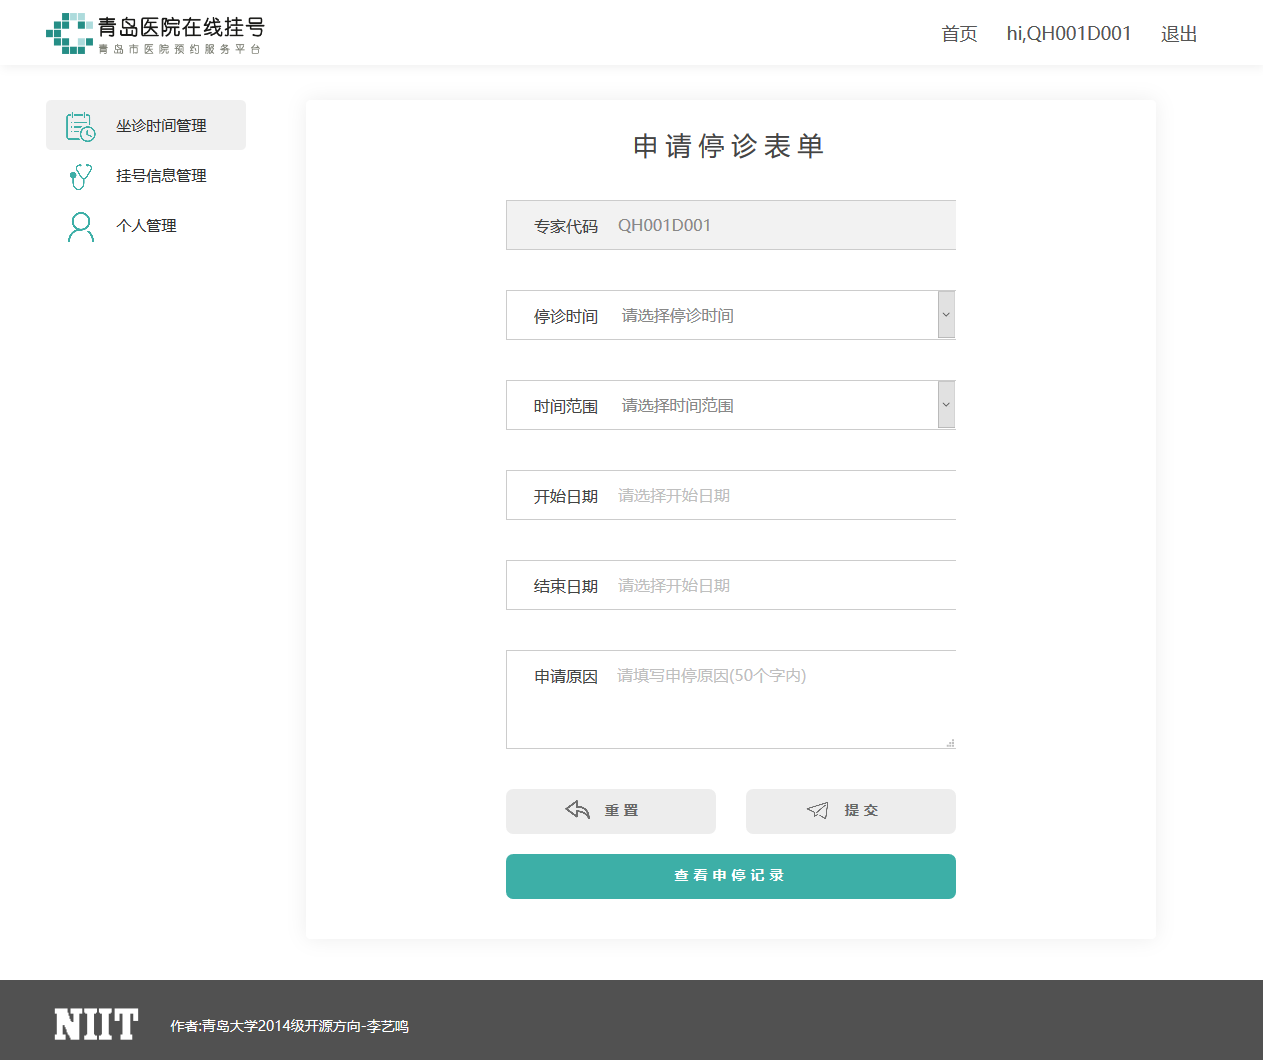 青岛医院在线挂号
青岛市医院预约服务平台
首页 hi,QH001D001 退出
坐诊时间管理
挂号信息管理
个人管理
申请停诊表单
专家代码 QH001D001
停诊时间 请选择停诊时间
时间范围 请选择时间范围
开始日期 请选择开始日期
结束日期 请选择开始日期
申请原因 请填写申停原因(50个字内)
重置 提交
查看申停记录
NIIT 作者:青岛大学2014级开源方向-李艺鸣